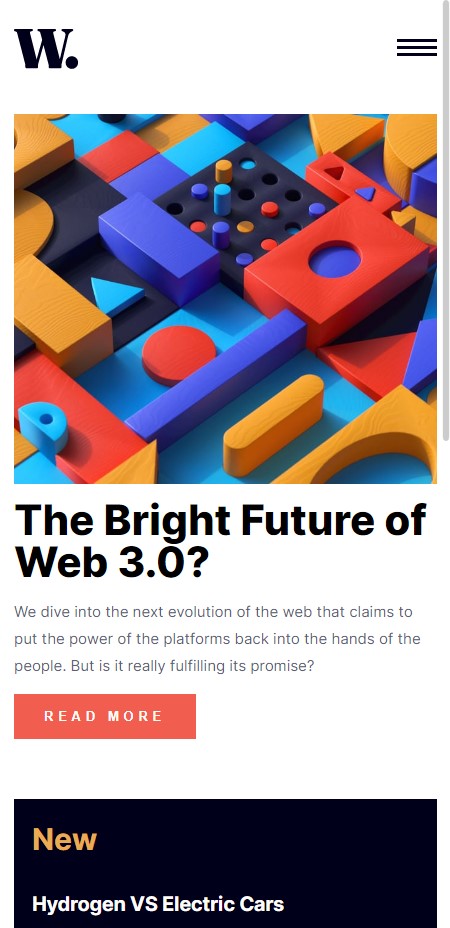 W.
The Bright Future of
Web 3.0?
We dive into the next evolution of the web that claims to
put the power of the platforms back into the hands of the
people. But is it really fulfilling its promise?
READ MORE
New
Hydrogen VS Electric Cars